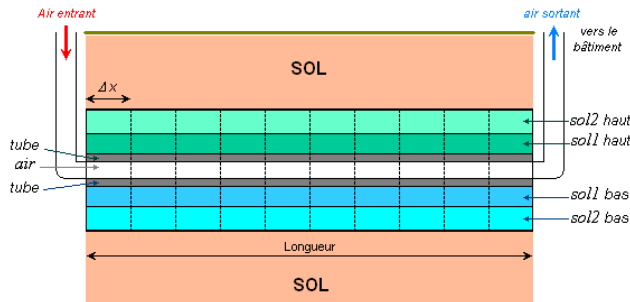 Air entrant
air sortant
vers le
bâtiment
SOL
Δx
sol2 haut
sol1 haut
tube
air
tube
sol1 bas
sol2 bas
Longueur
SOL